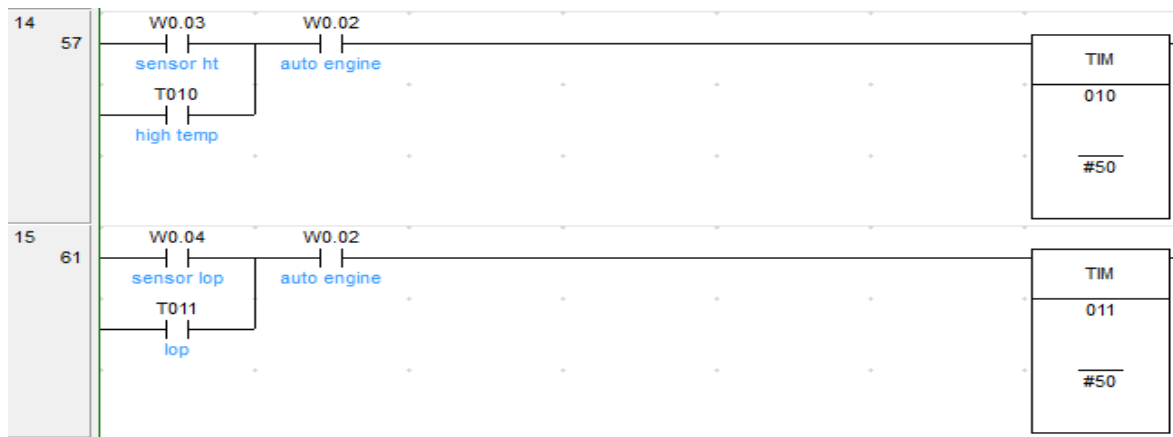 14
W0.03 W0.02
57
TIM
sensor ht auto engine
T010
010
high temp
#50
15
W0.04 W0.02
61
TIM
sensor lop auto engine
T011
011
lop
#50